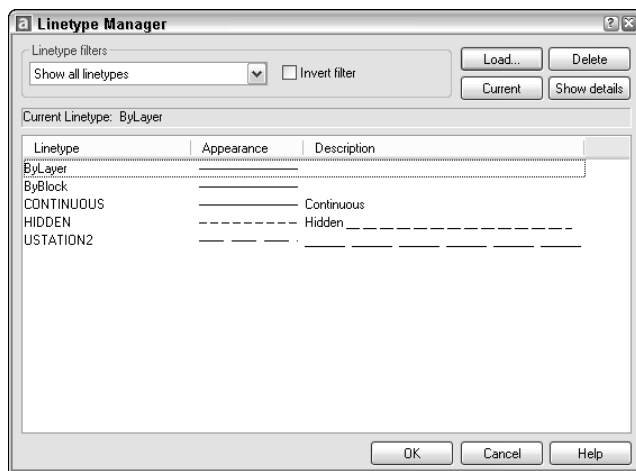 a Linetype Manager
Linetype filters
Show all linetypes
Invert filter
Load...
Delete
Current
Show details
Current Linetype: ByLayer
Linetype Appearance Description
ByLayer
ByBlock
CONTINUOUS Continuous
HIDDEN Hidden
USTATION2
OK Cancel Help